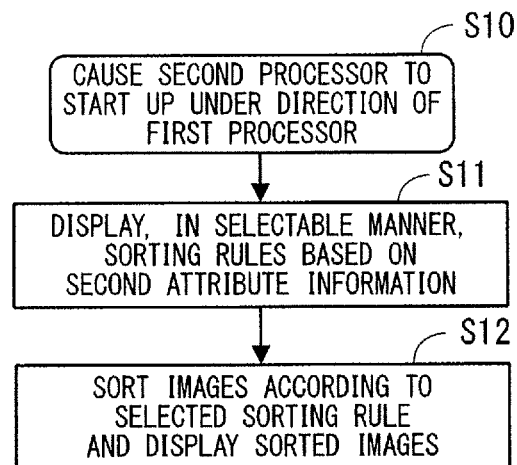 S10
CAUSE SECOND PROCESSOR TO
START UP UNDER DIRECTION OF
FIRST PROCESSOR
S11
DISPLAY, IN SELECTABLE MANNER,
SORTING RULES BASED ON
SECOND ATTRIBUTE INFORMATION
S12
SORT IMAGES ACCORDING TO
SELECTED SORTING RULE
AND DISPLAY SORTED IMAGES